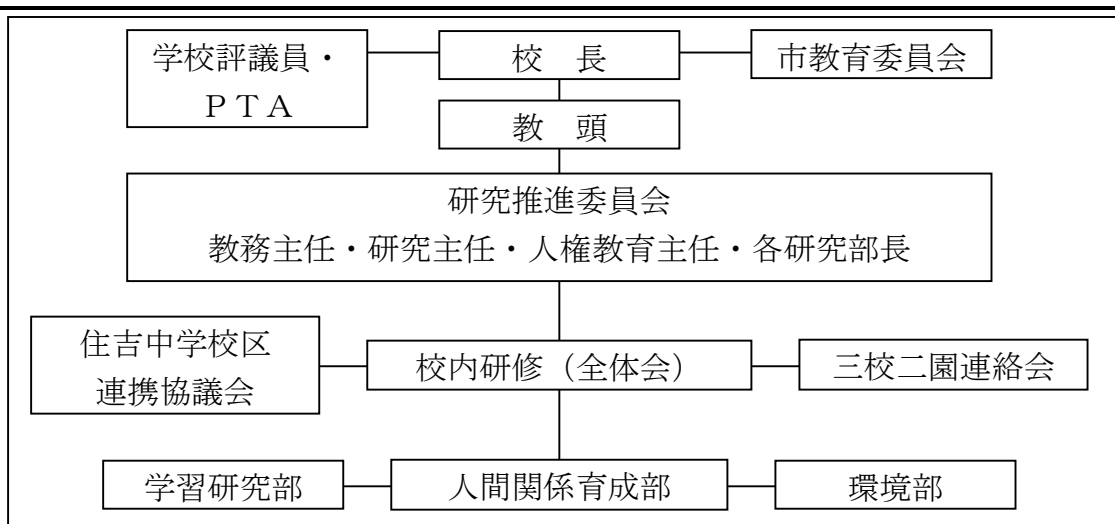 学校評議員・
ＰＴＡ
校　長
市教育委員会
教　頭
研究推進委員会
教務主任・研究主任・人権教育主任・各研究部長
住吉中学校区
連携協議会
校内研修（全体会）
三校二園連絡会
学習研究部
人間関係育成部
環境部